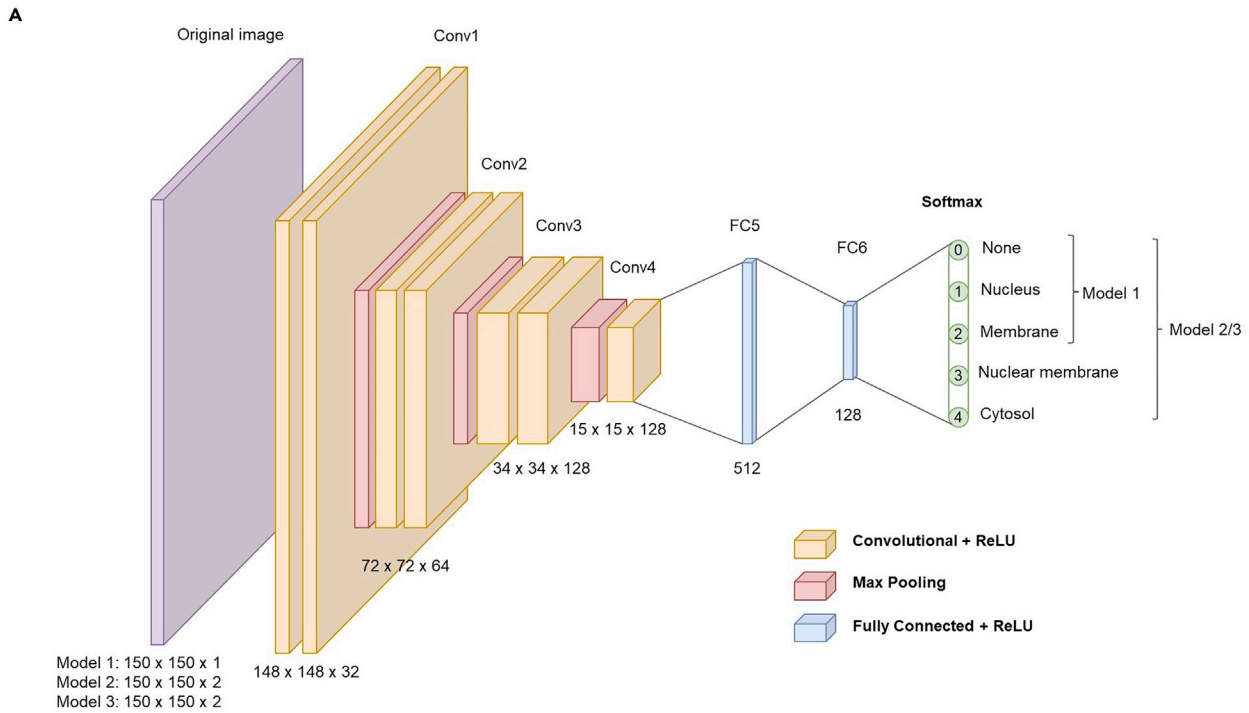 A
Original image
Conv1
Conv2
Conv3
Conv4
FC5
FC6
Softmax
0 None
1 Nucleus
2 Membrane
3 Nuclear membrane
4 Cytosol
Model 1
Model 2/3
15 x 15 x 128
128
34 x 34 x 128
512
72 x 72 x 64
148 x 148 x 32
Model 1: 150 x 150 x 1
Model 2: 150 x 150 x 2
Model 3: 150 x 150 x 2
Convolutional + ReLU
Max Pooling
Fully Connected + ReLU